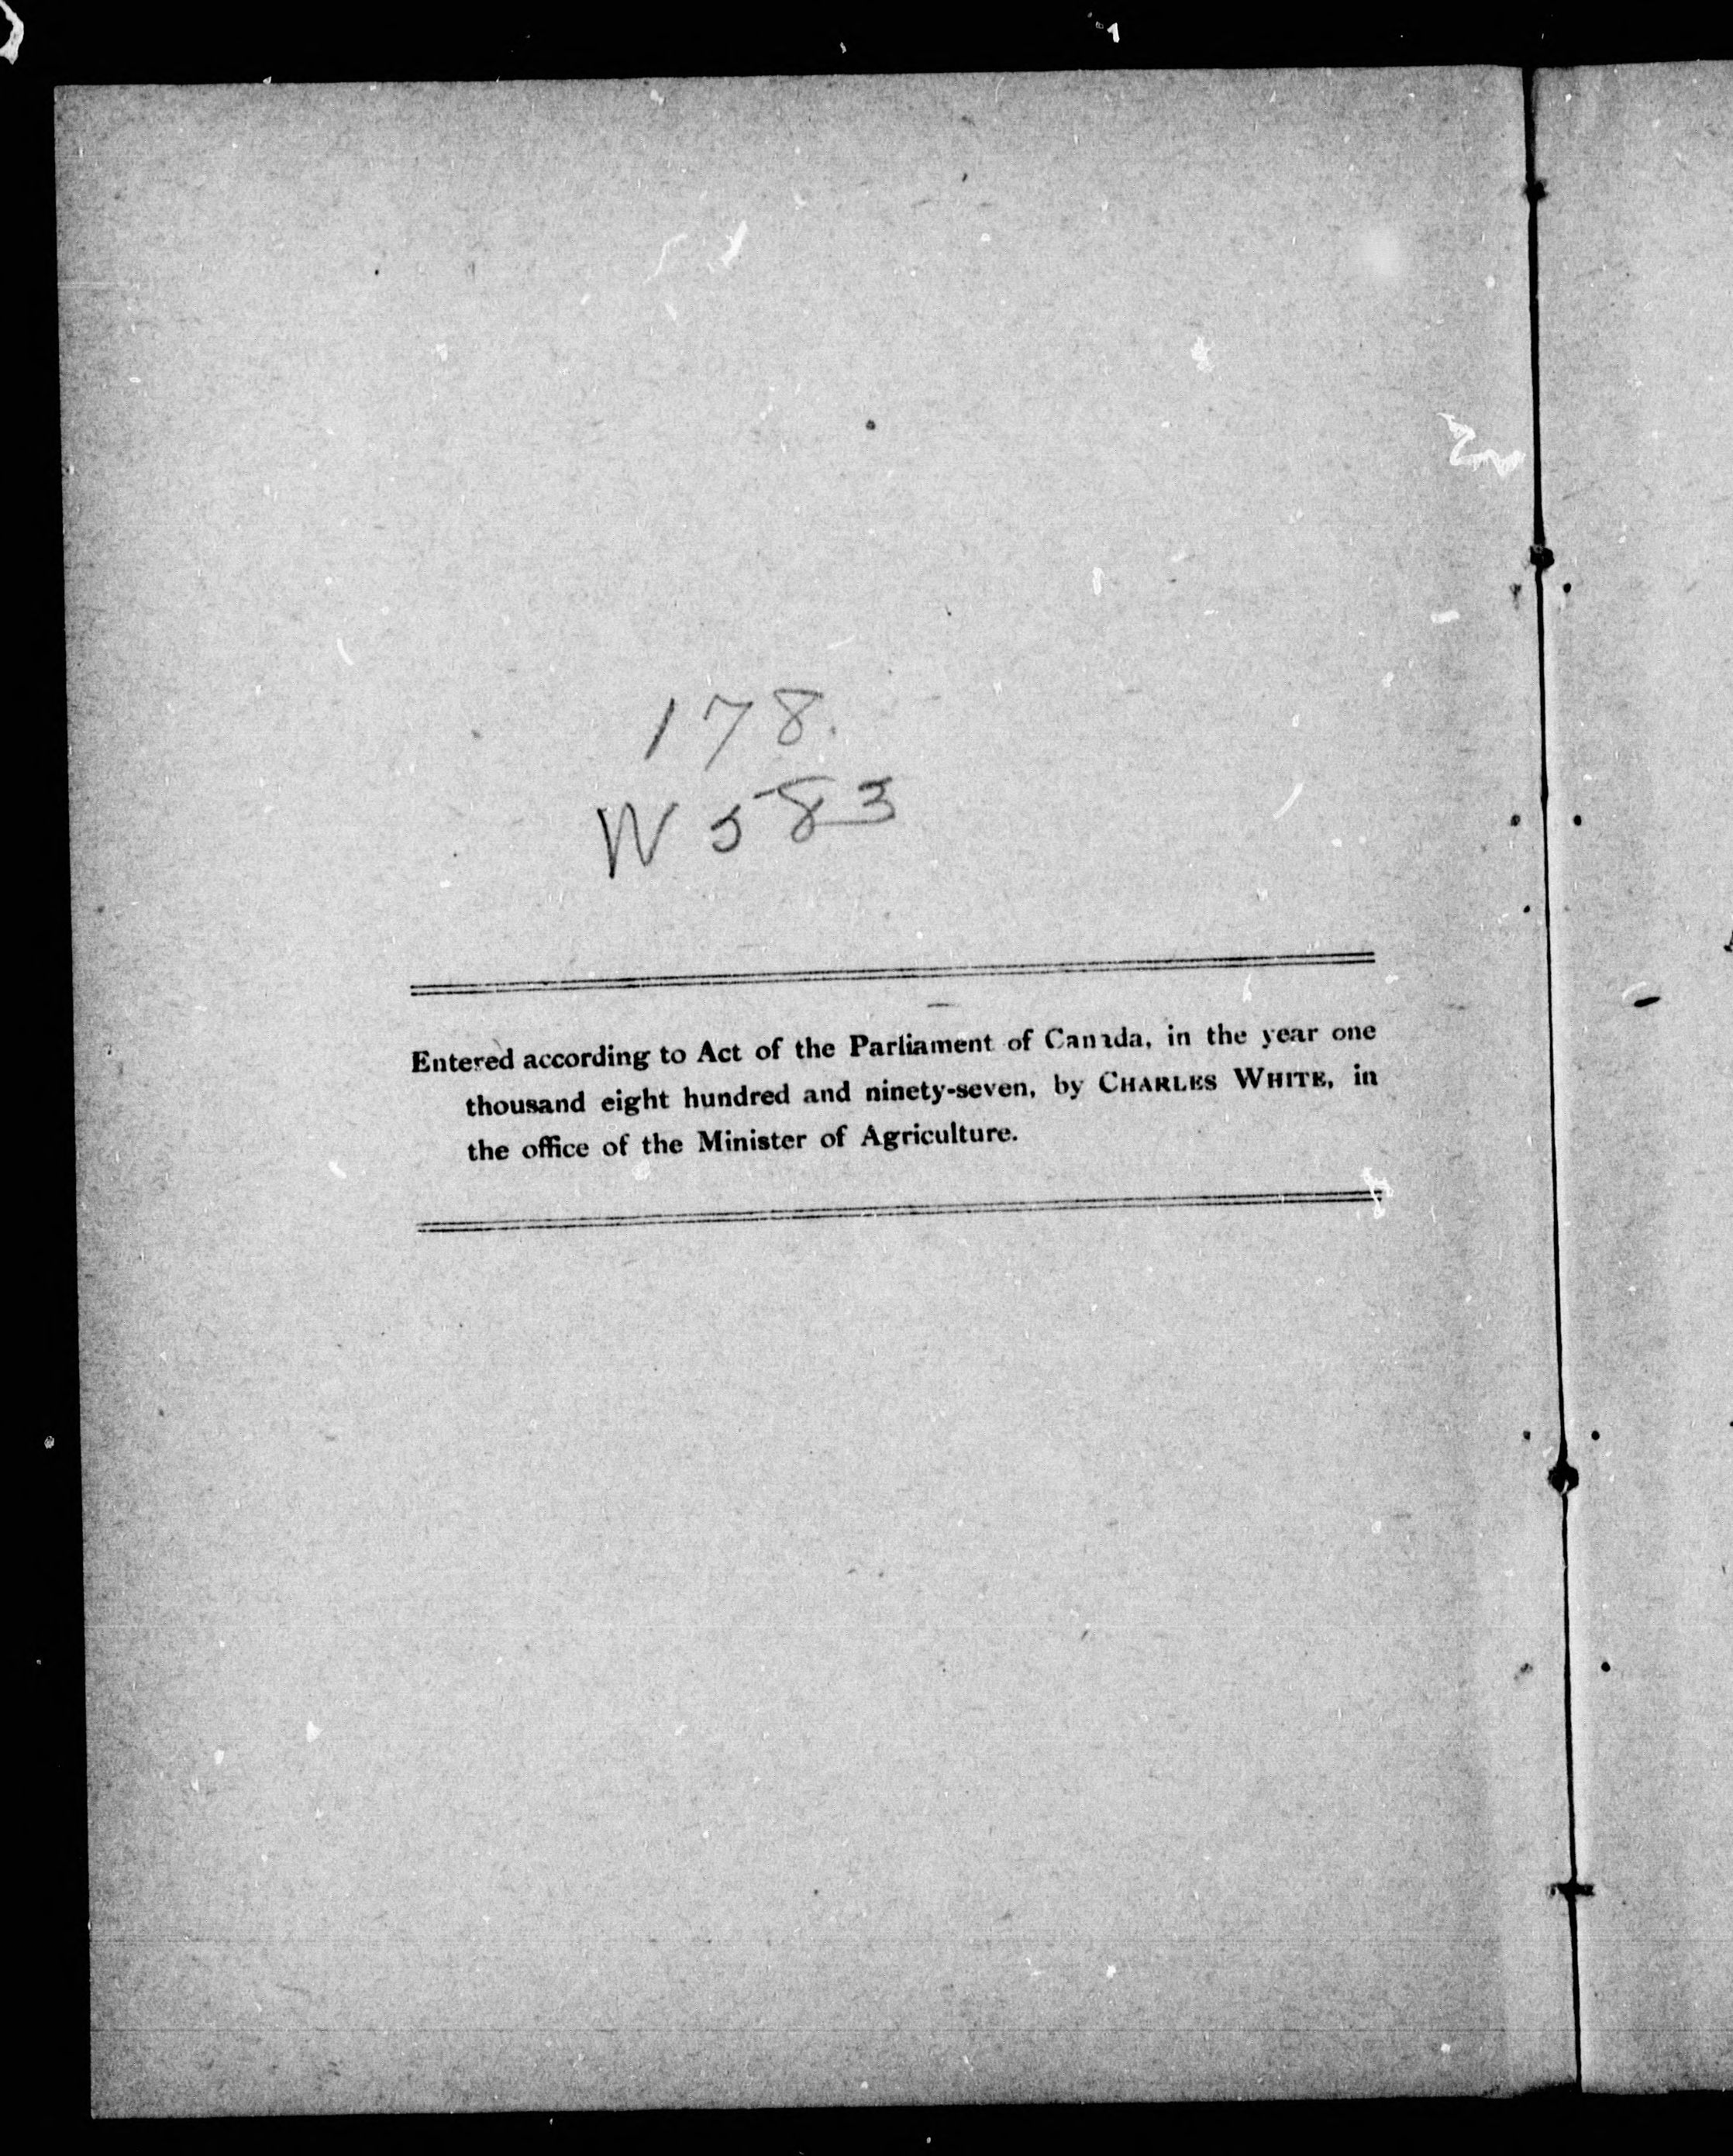 178.
W583
Entered according to Act of the Parliament of Canada, in the year one
thousand eight hundred and ninety-seven, by CHARLES WHITE, in
the office of the Minister of Agriculture.